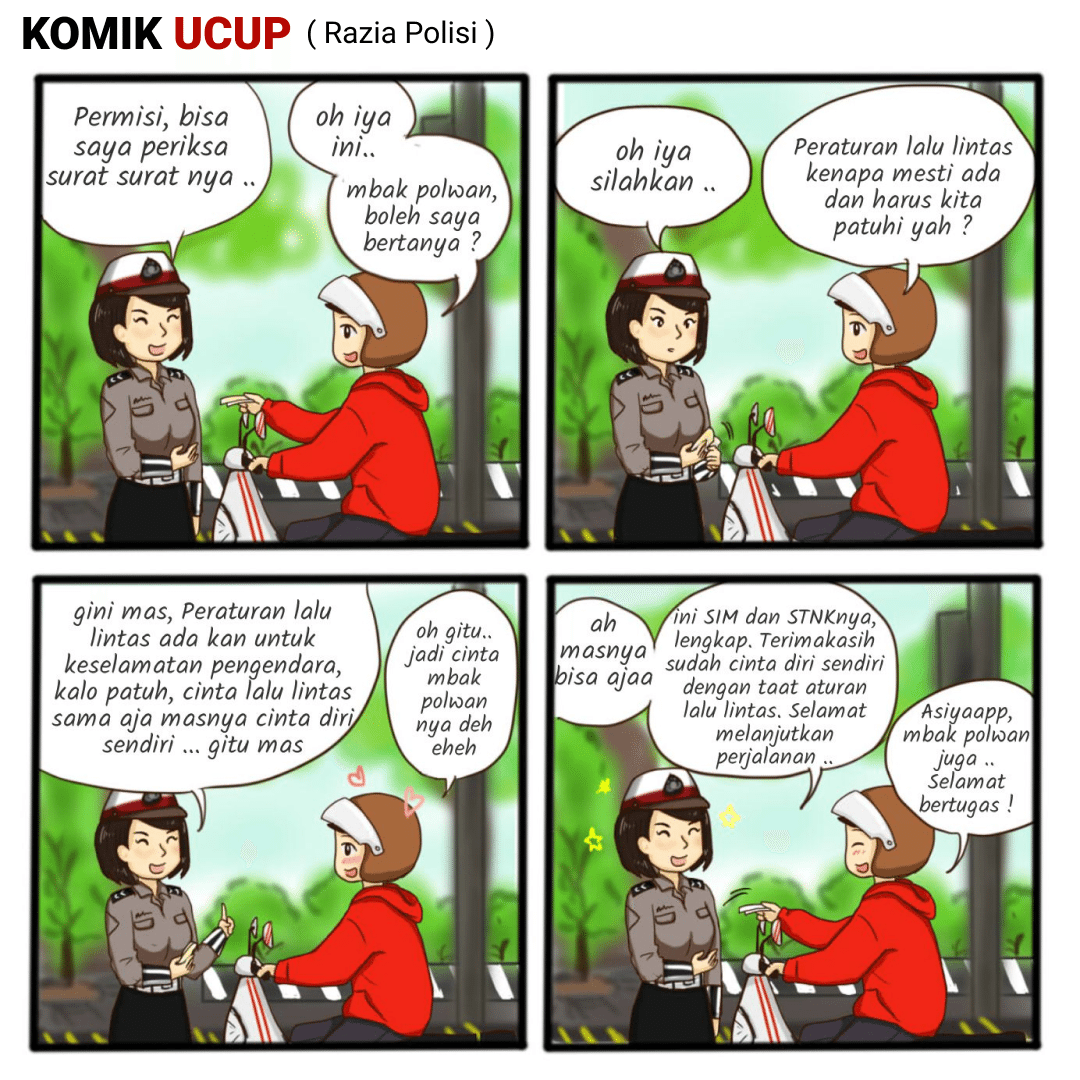 KOMIK UCUP ( Razia Polisi )
Permisi, bisa
saya periksa
surat surat nya ..
oh iya
ini..
mbak polwan,
boleh saya
bertanya ?
oh iya
silahkan ..
Peraturan lalu lintas
kenapa mesti ada
dan harus kita
patuhi yah ?
gini mas, Peraturan lalu
lintas ada kan untuk
keselamatan pengendara,
kalo patuh, cinta lalu lintas
sama aja masnya cinta diri
sendiri ... gitu mas
oh gitu..
jadi cinta
mbak
polwan
nya deh
eheh
ah
masnya
bisa ajaa
ini SIM dan STNKnya,
lengkap. Terimakasih
sudah cinta diri sendiri
dengan taat aturan
lalu lintas. Selamat
melanjutkan
perjalanan ..
Asiyaapp,
mbak polwan
juga ..
Selamat
bertugas !